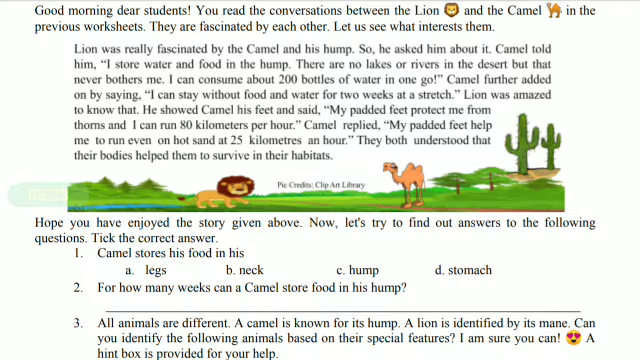 Good morning dear students! You read the conversations between the Lion 🦁 and the Camel 🐪 in the
previous worksheets. They are fascinated by each other. Let us see what interests them.
Lion was really fascinated by the Camel and his hump. So, he asked him about it. Camel told
him, “I store water and food in the hump. There are no lakes or rivers in the desert but that
never bothers me. I can consume about 200 bottles of water in one go!” Camel further added
on by saying, “I can stay without food and water for two weeks at a stretch.” Lion was amazed
to know that. He showed Camel his feet and said, “My padded feet protect me from
thorns and I can run 80 kilometers per hour.” Camel replied, “My padded feet help
me to run even on hot sand at 25 kilometres an hour.” They both understood that
their bodies helped them to survive in their habitats.
Pic Credits: Clip Art Library
Hope you have enjoyed the story given above. Now, let's try to find out answers to the following
questions. Tick the correct answer.
1. Camel stores his food in his
a. legs b. neck c. hump d. stomach
2. For how many weeks can a Camel store food in his hump?
3. All animals are different. A camel is known for its hump. A lion is identified by its mane. Can
you identify the following animals based on their special features? I am sure you can! 😍 A
hint box is provided for your help.